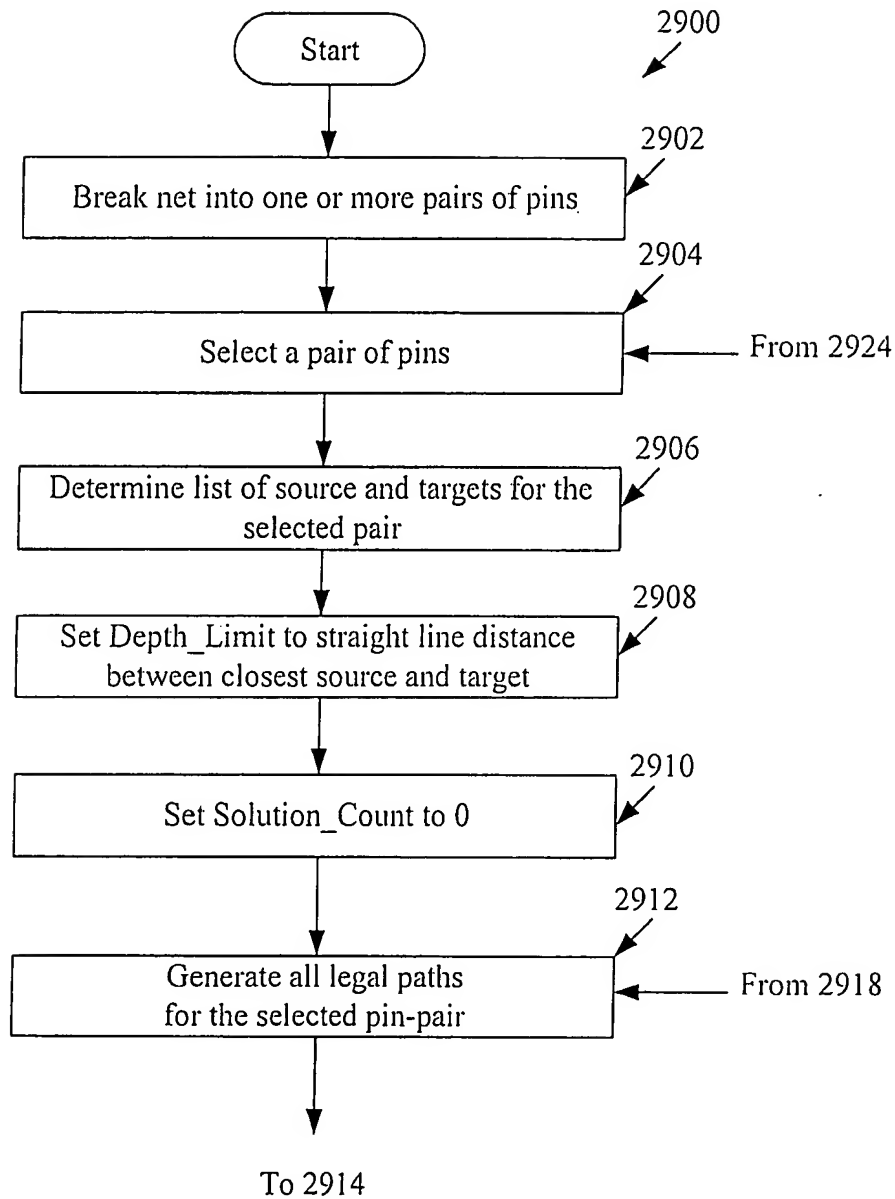 Start
2900
2902
Break net into one or more pairs of pins
2904
Select a pair of pins
From 2924
2906
Determine list of source and targets for the
selected pair
2908
Set Depth_Limit to straight line distance
between closest source and target
2910
Set Solution_Count to 0
2912
Generate all legal paths
for the selected pin-pair
From 2918
To 2914